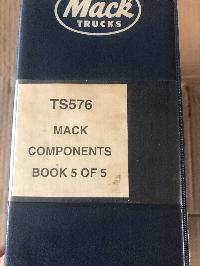 Mack
TRUCKS
TS576
MACK
COMPONENTS
BOOK 5 OF 5